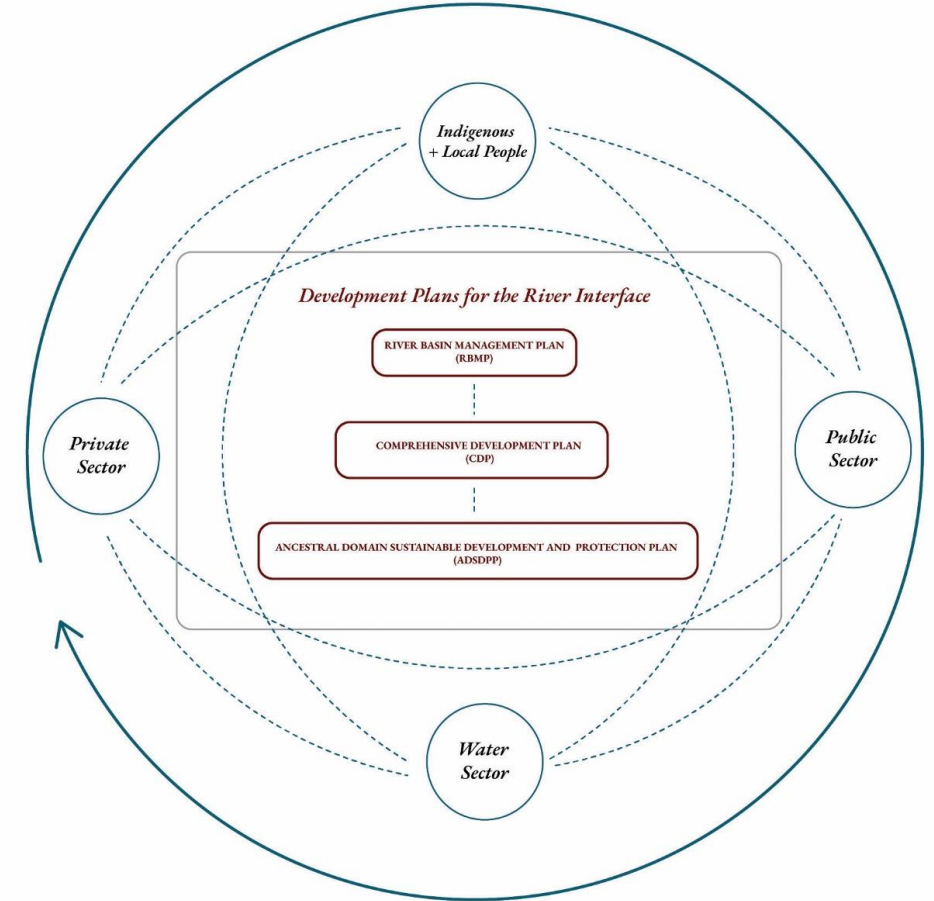 Indigenous
+ Local People
Development Plans for the River Interface
RIVER BASIN MANAGEMENT PLAN
(RBMP)
Private
Sector
COMPREHENSIVE DEVELOPMENT PLAN
(CDP)
Public
Sector
ANCESTRAL DOMAIN SUSTAINABLE DEVELOPMENT AND PROTECTION PLAN
(ADSDPP)
Water
Sector